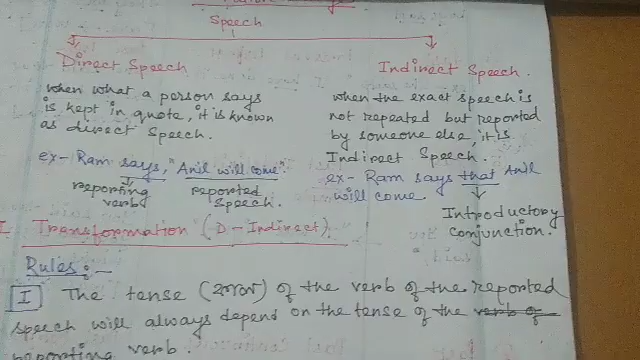 Speech
Direct Speech
when what a person says
is kept in quote, it is known
as direct speech.
ex- Ram says, "Anil will come".
reporting verb
reported speech.
Indirect Speech.
when the exact speech is
not repeated but reported
by someone else, it is
Indirect Speech.
ex- Ram says that Anil
will come
Introductory
conjunction.
I. Transformation (D-Indirect).
Rules:-
I The tense ( ) of the verb of the reported
speech will always depend on the tense of the verb of
reporting verb.